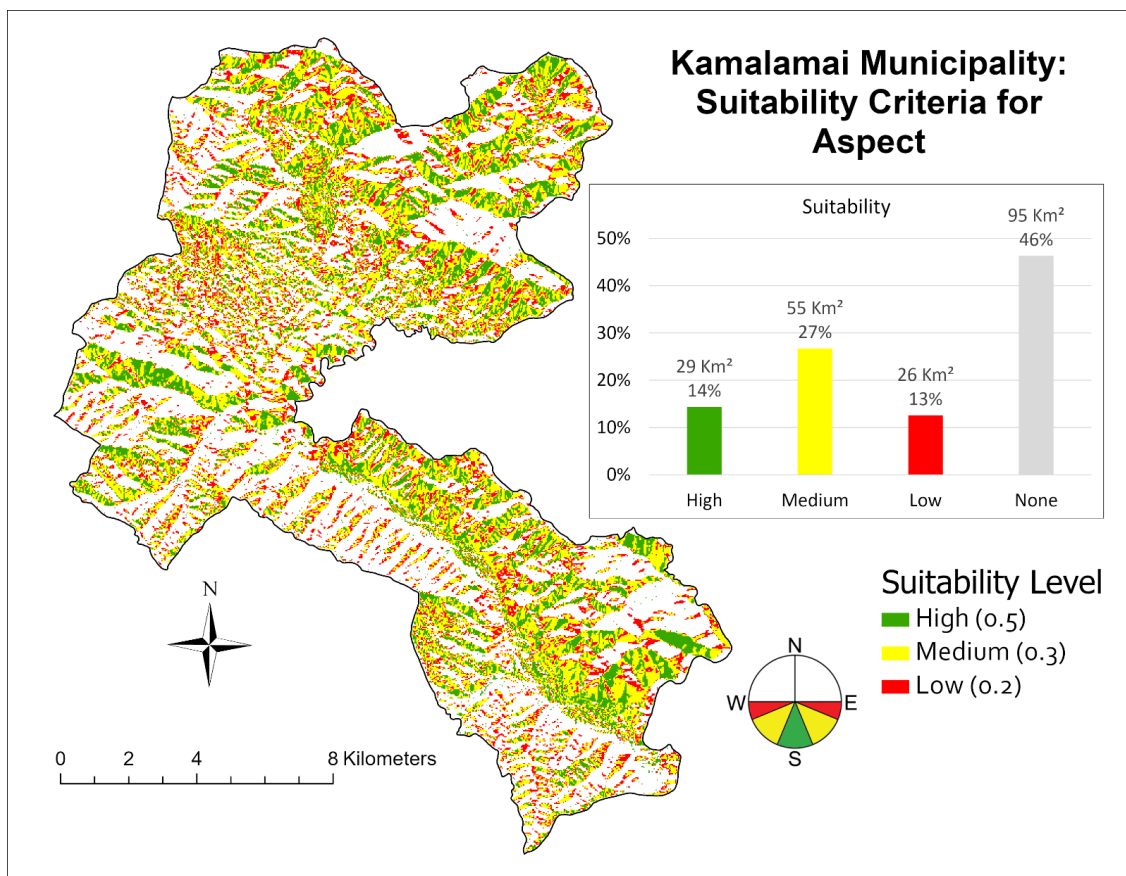 Kamalamai Municipality:
Suitability Criteria for
Aspect
Suitability
95 Km²
46%
50%
40%
55 Km²
27%
30%
29 Km²
14%
26 Km²
13%
20%
10%
0%
High Medium Low None
Suitability Level
High (0.5)
Medium (0.3)
Low (0.2)
N
W E
S
N
0 2 4 8 Kilometers